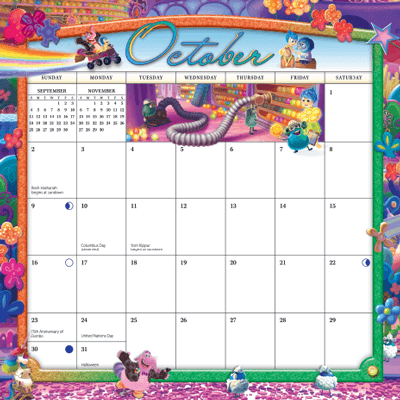 October
SUNDAY MONDAY TUESDAY WEDNESDAY THURSDAY FRIDAY SATURDAY
SEPTEMBER NOVEMBER
S M T W T F S S M T W T F S
1 2 3 1 2 3 4 5
4 5 6 7 8 9 10 6 7 8 9 10 11 12
11 12 13 14 15 16 17 13 14 15 16 17 18 19
18 19 20 21 22 23 24 20 21 22 23 24 25 26
25 26 27 28 29 30 27 28 29 30
1
2 3 4 5 6 7 8
Rosh Hashanah
begins at sundown
9 10 11 12 13 14 15
Columbus Day
Yom Kippur
begins at sundown
16 17 18 19 20 21 22
23 24 25 26 27 28 29
75th Anniversary of
Dumbo
United Nations Day
30 31
Halloween